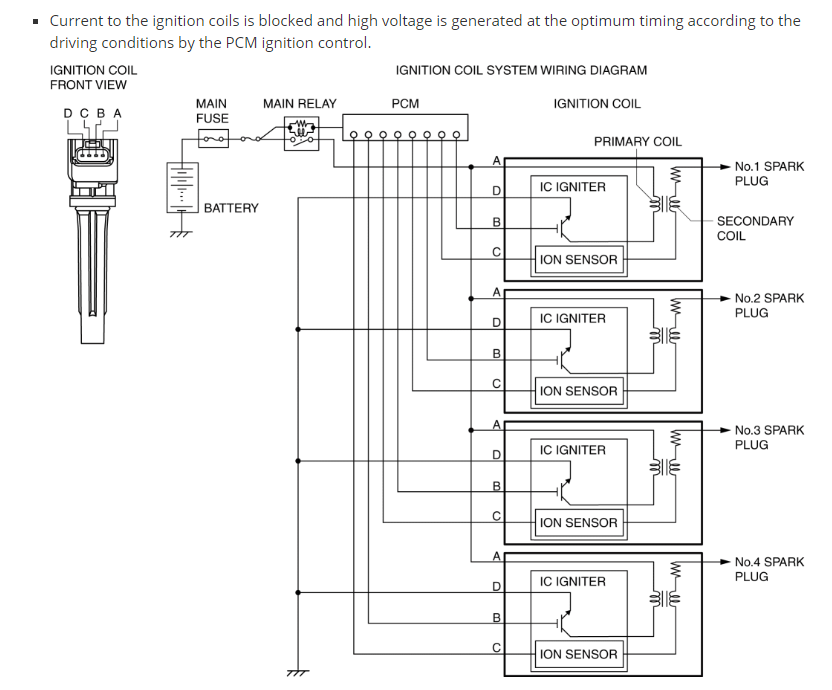 ▪ Current to the ignition coils is blocked and high voltage is generated at the optimum timing according to the
driving conditions by the PCM ignition control.
IGNITION COIL
FRONT VIEW
IGNITION COIL SYSTEM WIRING DIAGRAM
D C B A
MAIN
FUSE
MAIN RELAY
PCM
IGNITION COIL
PRIMARY COIL
BATTERY
A
D
B
C
IC IGNITER
ION SENSOR
No.1 SPARK
PLUG
SECONDARY
COIL
A
D
B
C
IC IGNITER
ION SENSOR
No.2 SPARK
PLUG
A
D
B
C
IC IGNITER
ION SENSOR
No.3 SPARK
PLUG
A
D
B
C
IC IGNITER
ION SENSOR
No.4 SPARK
PLUG